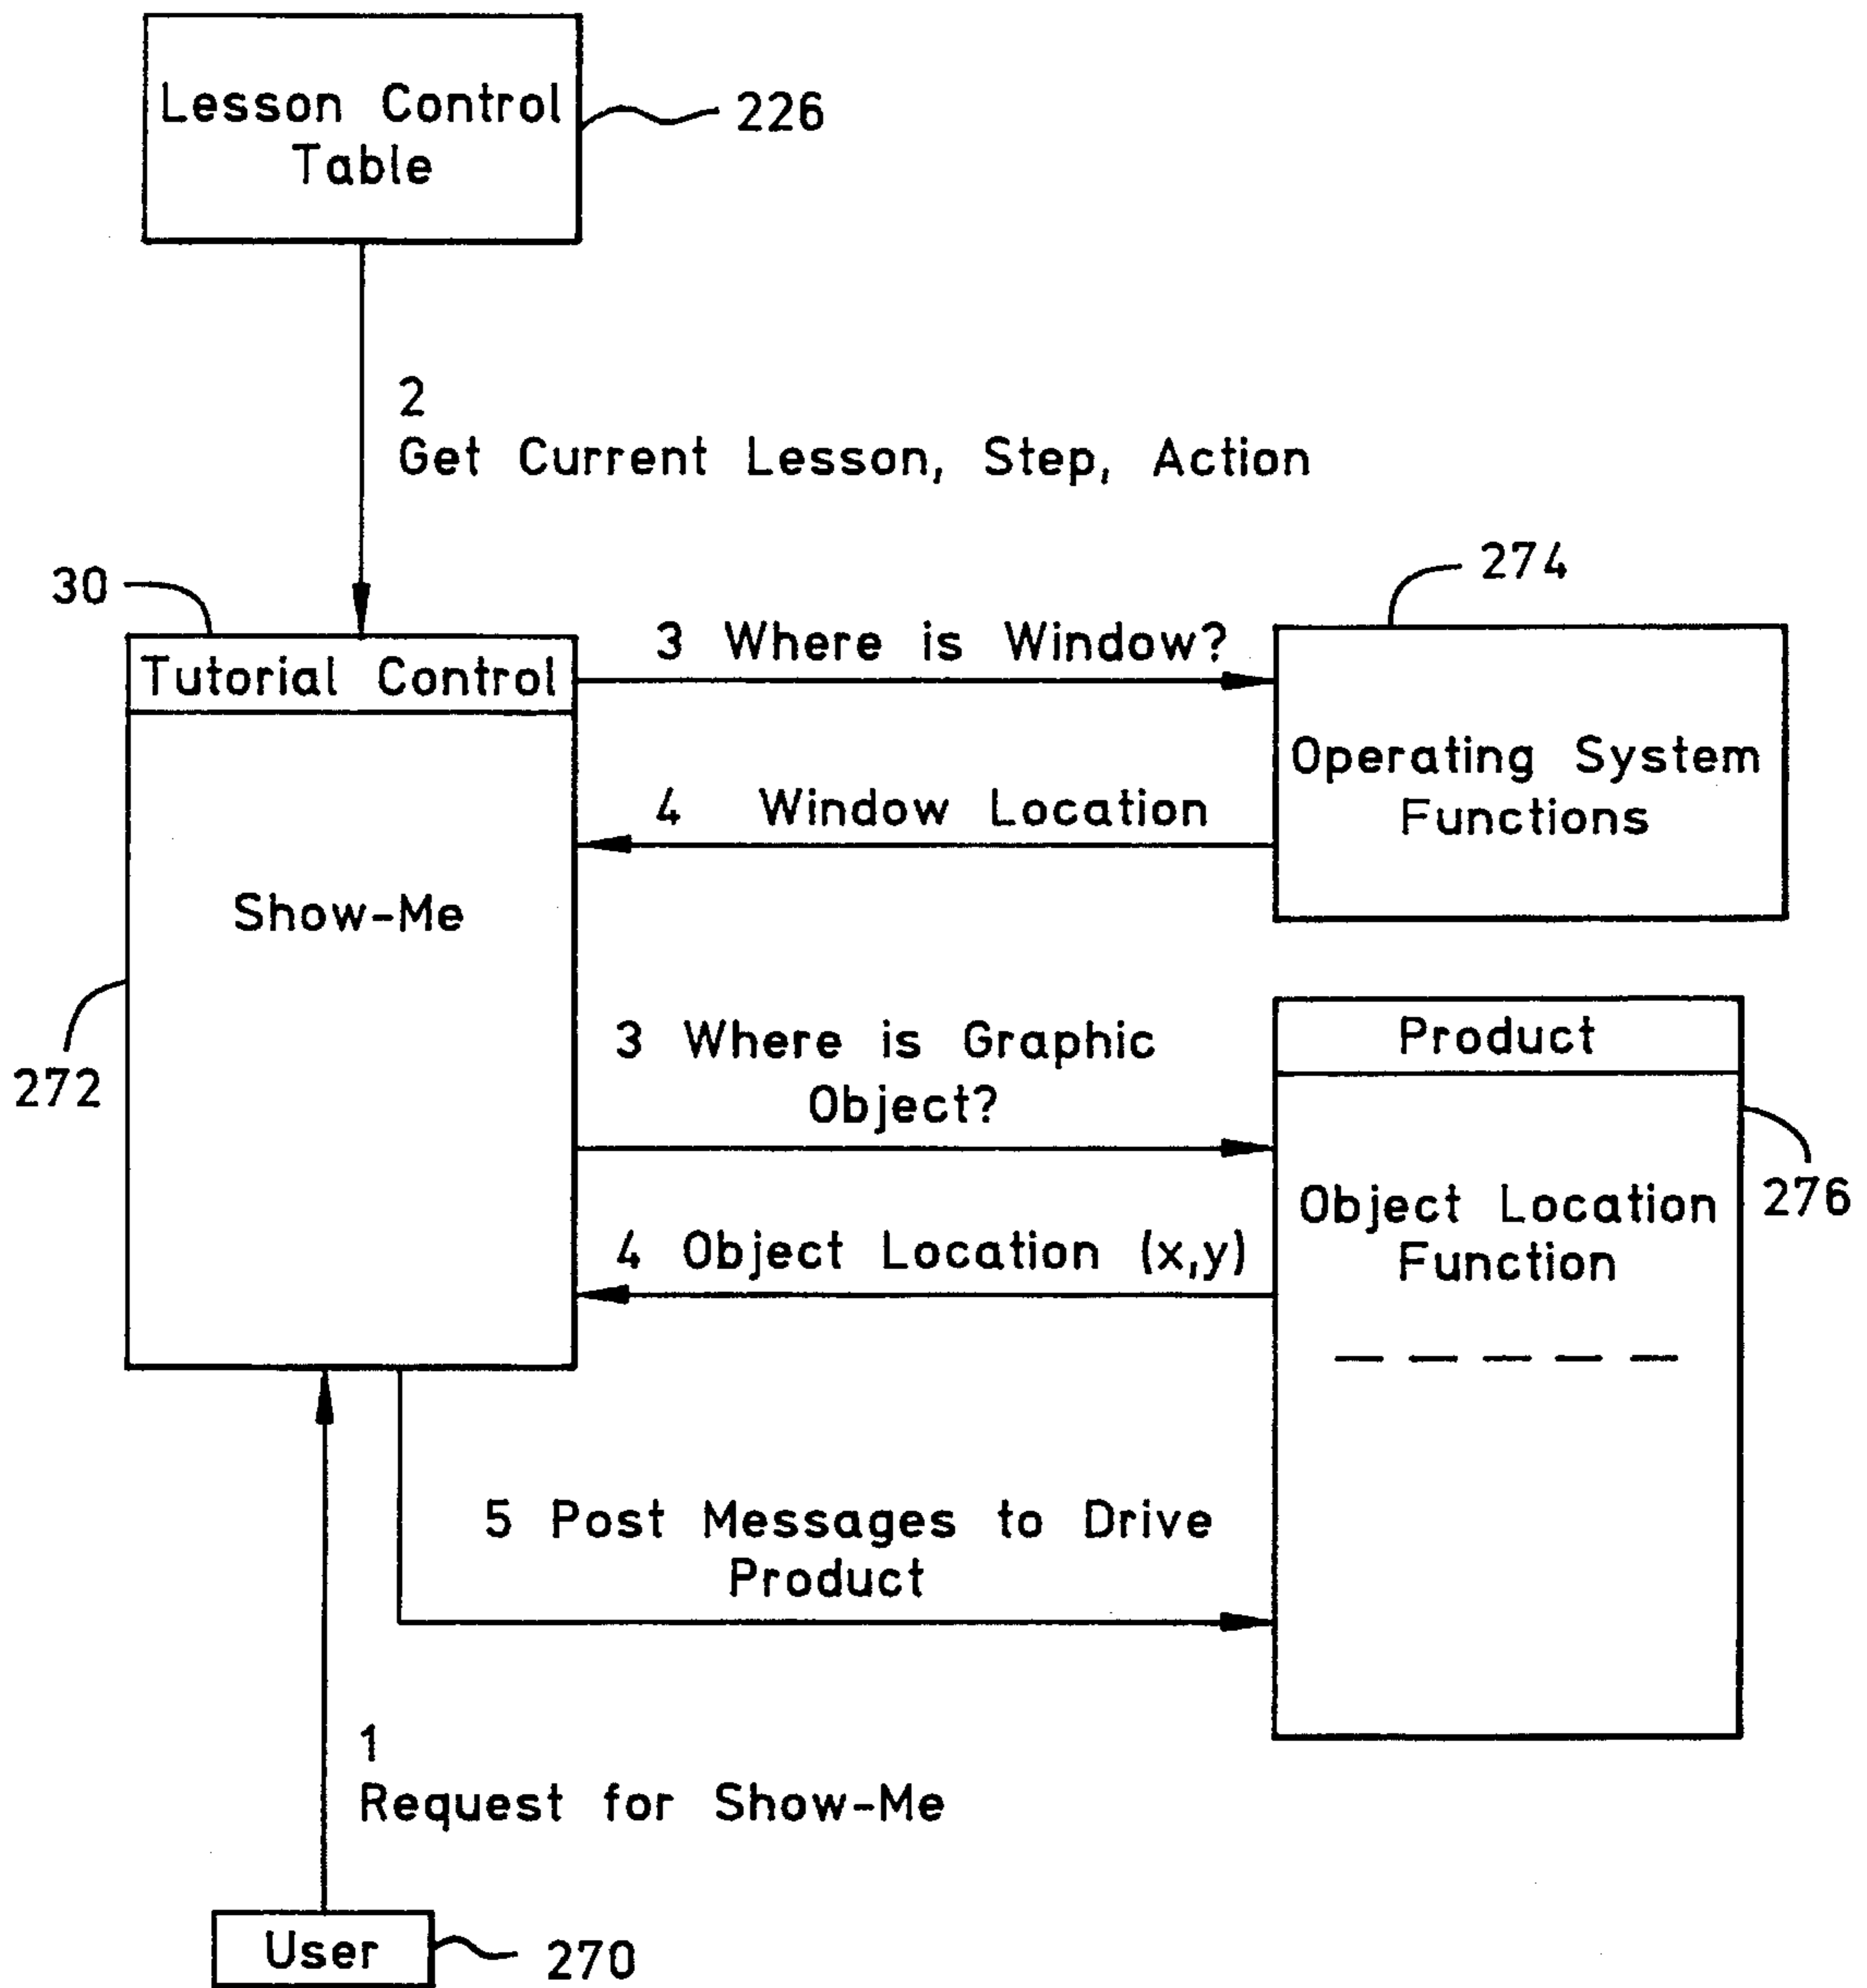 Lesson Control
Table
226
2
Get Current Lesson, Step, Action
30
274
Tutorial Control
3 Where is Window?
Operating System
Functions
4 Window Location
Show-Me
272
3 Where is Graphic
Object?
Product
276
Object Location
Function
4 Object Location (x,y)
5 Post Messages to Drive
Product
1
Request for Show-Me
User
270